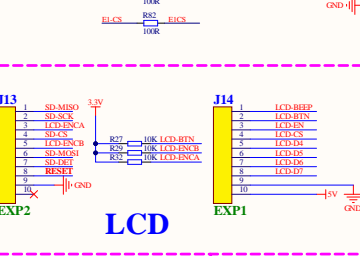 100R
R82
E1-CS E1CS
100R
GND
J13
1 SD-MISO
2 SD-SCK
3 LCD-ENCA
4 SD-CS
5 LCD-ENCB
6 SD-MOSI
7 SD-DET
8 RESET
9
10
GND
EXP2
3.3V
R27 10K LCD-BTN
R29 10K LCD-ENCB
R32 10K LCD-ENCA
LCD
J14
1 LCD-BEEP
2 LCD-BTN
3 LCD-EN
4 LCD-CS
5 LCD-D4
6 LCD-D5
7 LCD-D6
8 LCD-D7
9
10
5V
GND
EXP1